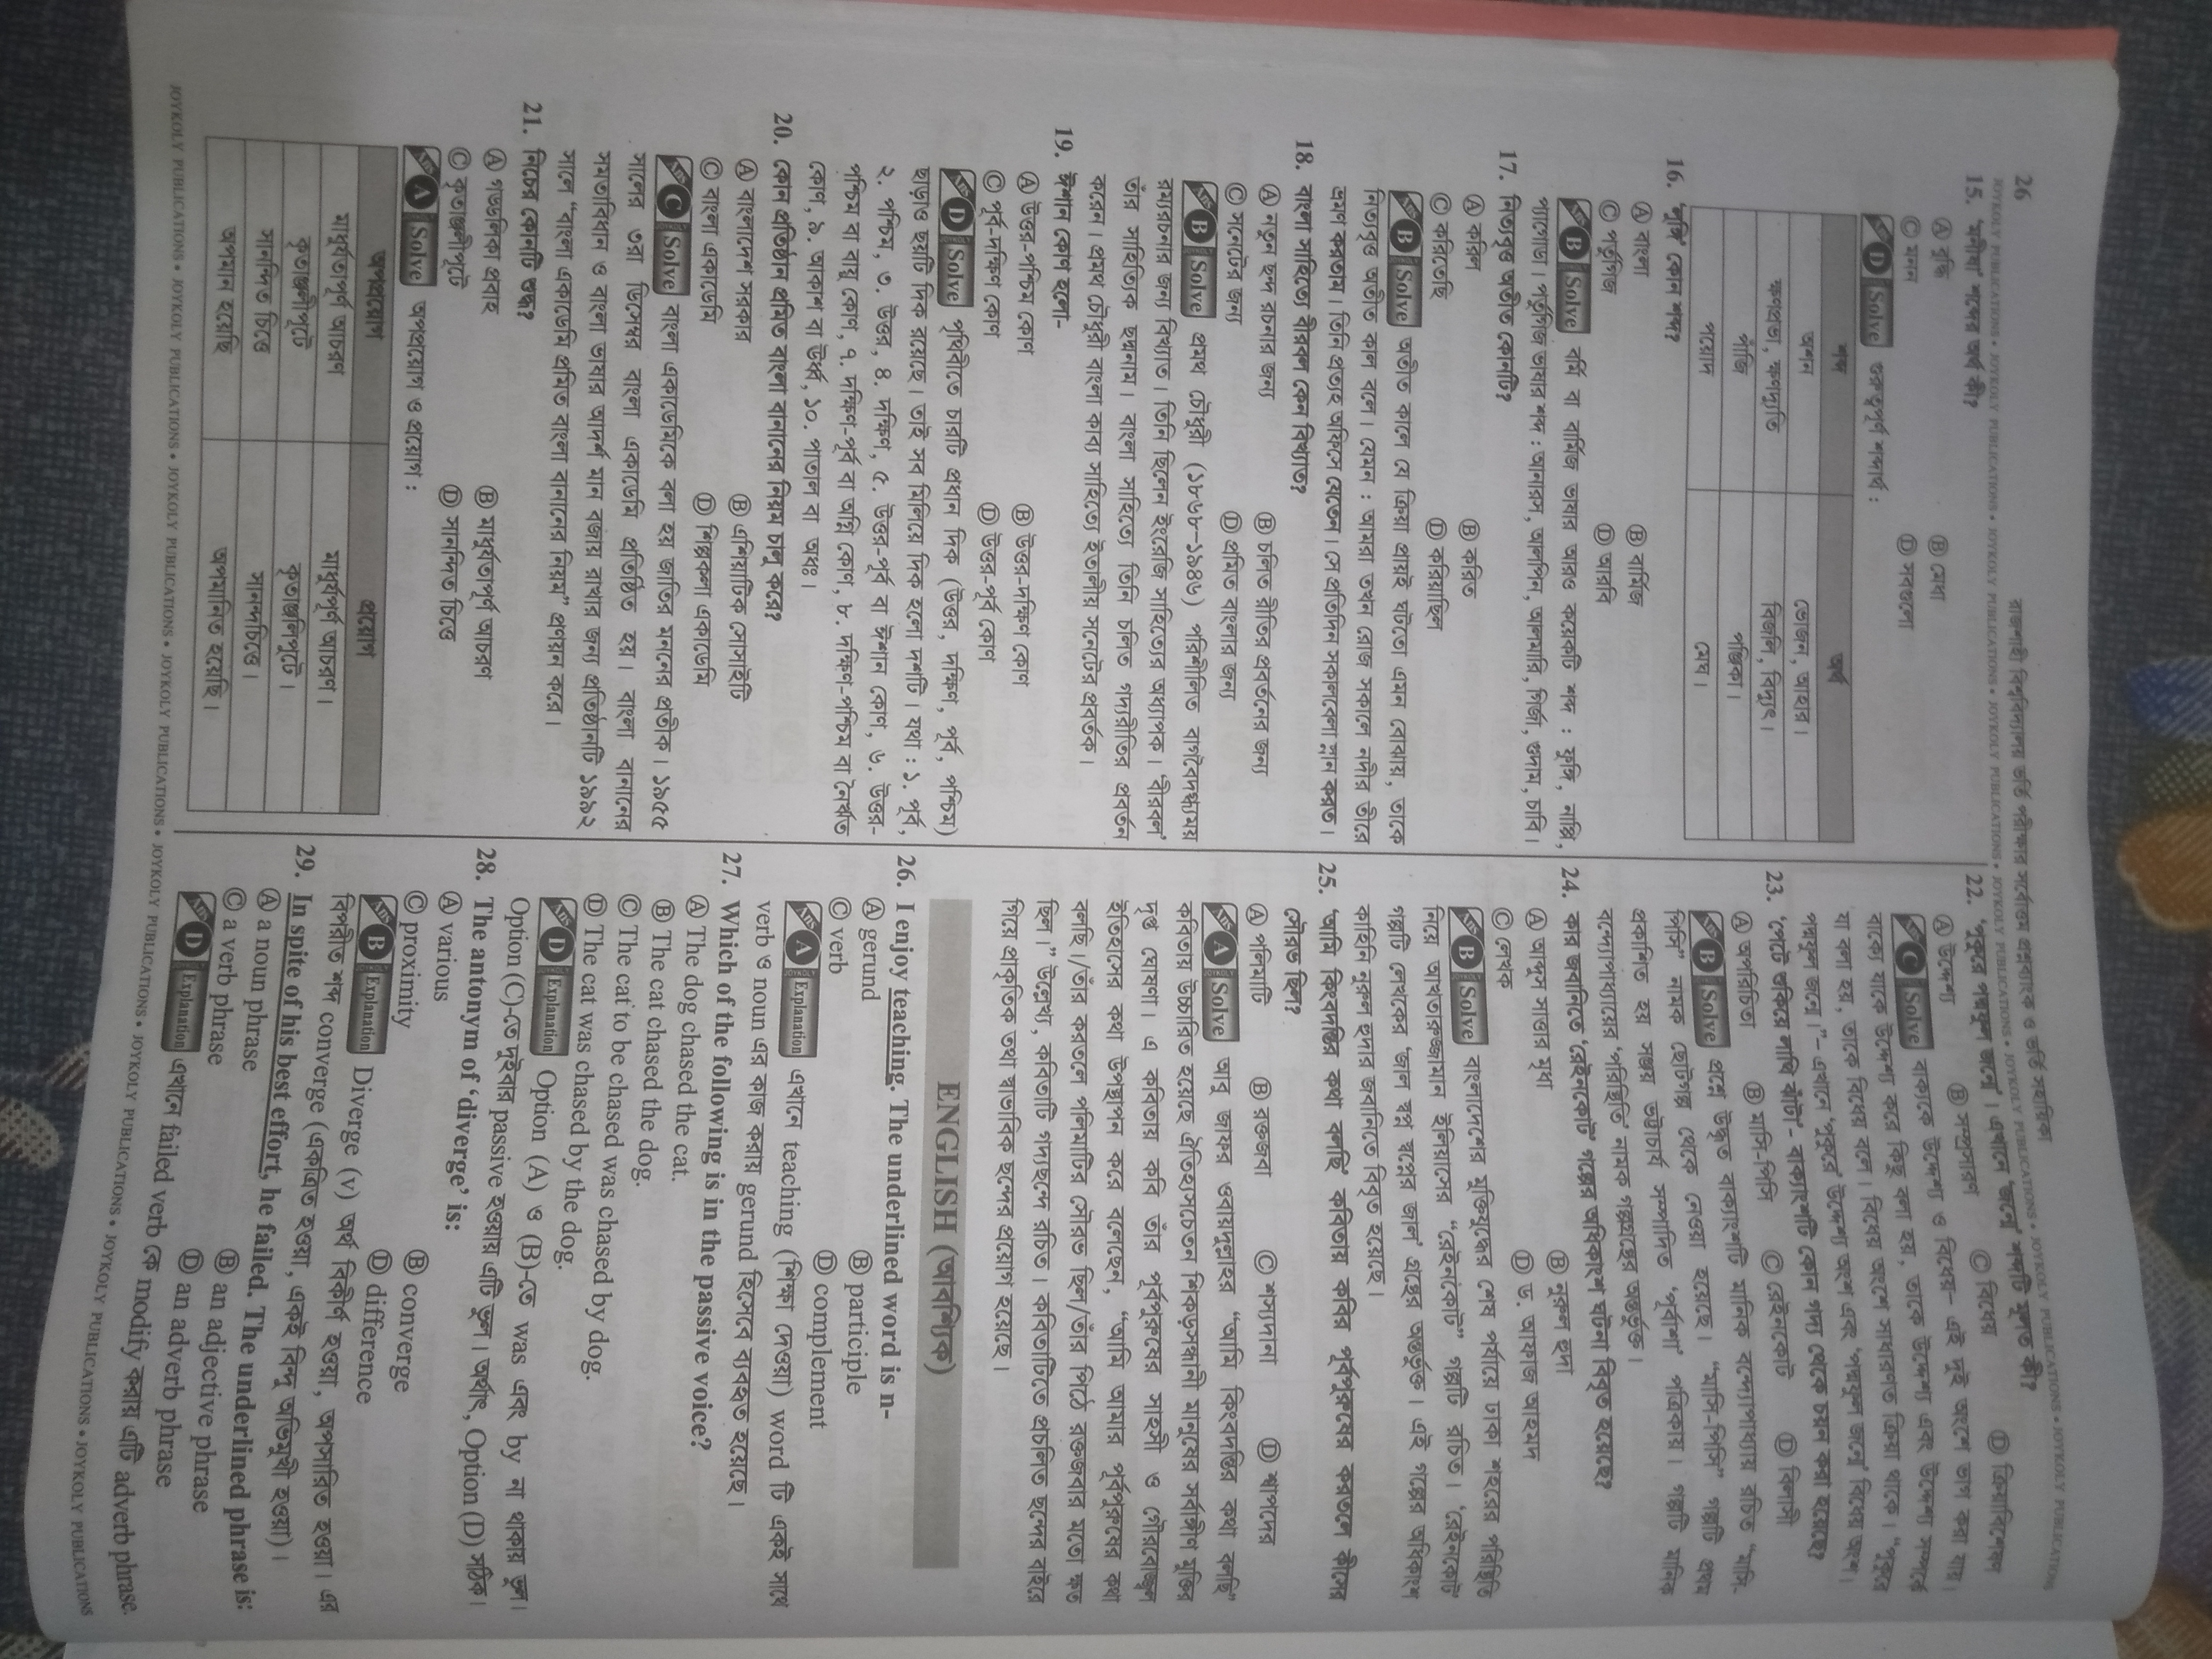 26
রাজশাহী বিশ্ববিদ্যালয় ভর্তি পরীক্ষার সর্বোত্তম প্রশ্নব্যাংক ও ভর্তি সহায়িকা
JOYKOLY PUBLICATIONS • JOYKOLY PUBLICATIONS • JOYKOLY PUBLICATIONS • JOYKOLY PUBLICATIONS • JOYKOLY PUBLICATIONS • JOYKOLY PUBLICATIONS • JOYKOLY PUBLICATIONS • JOYKOLY PUBLICATIONS
15. ‘মনীষা’ শব্দের অর্থ কী?
Ⓐ বুদ্ধি Ⓑ মেধা
Ⓒ মনন Ⓓ সবগুলো
Ans D Solve গুরুত্বপূর্ণ শব্দার্থ :
শব্দ অর্থ
অশন ভোজন, আহার।
ক্ষণপ্রভা, ক্ষণদ্যুতি বিজলি, বিদ্যুৎ।
পাঁজি পঞ্জিকা।
পয়োদ মেঘ।
16. ‘লুঙ্গি’ কোন শব্দ?
Ⓐ বাংলা Ⓑ বার্মিজ
Ⓒ পর্তুগিজ Ⓓ আরবি
Ans B Solve বর্মি বা বার্মিজ ভাষার আরও কয়েকটি শব্দ : ফুঙ্গি, নাপ্পি,
প্যাগোডা। পর্তুগিজ ভাষার শব্দ : আনারস, আলপিন, আলমারি, গির্জা, গুদাম, চাবি।
17. নিত্যবৃত্ত অতীত কোনটি?
Ⓐ করিল Ⓑ করিত
Ⓒ করিতেছি Ⓓ করিয়াছিল
Ans B Solve অতীত কালে যে ক্রিয়া প্রায়ই ঘটতো এমন বোঝায়, তাকে
নিত্যবৃত্ত অতীত কাল বলে। যেমন : আমরা তখন রোজ সকালে নদীর তীরে
ভ্রমণ করতাম। তিনি প্রত্যহ অফিসে যেতেন। সে প্রতিদিন সকালবেলা স্নান করত।
18. বাংলা সাহিত্যে বীরবল কেন বিখ্যাত?
Ⓐ নতুন ছন্দ রচনার জন্য Ⓑ চলিত রীতির প্রবর্তনের জন্য
Ⓒ সনেটের জন্য Ⓓ প্রমিত বাংলার জন্য
Ans B Solve প্রমথ চৌধুরী (১৮৬৮–১৯৪৬) পরিশীলিত বাগবৈদগ্ধ্যময়
রম্যরচনার জন্য বিখ্যাত। তিনি ছিলেন ইংরেজি সাহিত্যের অধ্যাপক। ‘বীরবল’
তাঁর সাহিত্যিক ছদ্মনাম। বাংলা সাহিত্যে তিনি চলিত গদ্যরীতির প্রবর্তন
করেন। প্রমথ চৌধুরী বাংলা কাব্য সাহিত্যে ইতালীয় সনেটের প্রবর্তক।
19. ঈশান কোণ হলো-
Ⓐ উত্তর-পশ্চিম কোণ Ⓑ উত্তর-দক্ষিণ কোণ
Ⓒ পূর্ব-দক্ষিণ কোণ Ⓓ উত্তর-পূর্ব কোণ
Ans D Solve পৃথিবীতে চারটি প্রধান দিক (উত্তর, দক্ষিণ, পূর্ব, পশ্চিম)
ছাড়াও ছয়টি দিক রয়েছে। তাই সব মিলিয়ে দিক হলো দশটি। যথা : ১. পূর্ব,
২. পশ্চিম, ৩. উত্তর, ৪. দক্ষিণ, ৫. উত্তর-পূর্ব বা ঈশান কোণ, ৬. উত্তর-
পশ্চিম বা বায়ু কোণ, ৭. দক্ষিণ-পূর্ব বা অগ্নি কোণ, ৮. দক্ষিণ-পশ্চিম বা নৈর্ঋত
কোণ, ৯. আকাশ বা ঊর্ধ্ব, ১০. পাতাল বা অধঃ।
20. কোন প্রতিষ্ঠান প্রমিত বাংলা বানানের নিয়ম চালু করে?
Ⓐ বাংলাদেশ সরকার Ⓑ এশিয়াটিক সোসাইটি
Ⓒ বাংলা একাডেমি Ⓓ শিল্পকলা একাডেমি
Ans C Solve বাংলা একাডেমিকে বলা হয় জাতির মননের প্রতীক। ১৯৫৫
সালের ৩রা ডিসেম্বর বাংলা একাডেমি প্রতিষ্ঠিত হয়। বাংলা বানানের
সমতাবিধান ও বাংলা ভাষার আদর্শ মান বজায় রাখার জন্য প্রতিষ্ঠানটি ১৯৯২
সালে “বাংলা একাডেমি প্রমিত বাংলা বানানের নিয়ম” প্রণয়ন করে।
21. নিচের কোনটি শুদ্ধ?
Ⓐ গড্ডলিকা প্রবাহ Ⓑ মাধুর্যতাপূর্ণ আচরণ
Ⓒ কৃতাঞ্জলীপূটে Ⓓ সানন্দিত চিত্তে
Ans A Solve অপপ্রয়োগ ও প্রয়োগ :
অপপ্রয়োগ প্রয়োগ
মাধুর্যতাপূর্ণ আচরণ মাধুর্যপূর্ণ আচরণ।
কৃতাঞ্জলীপূটে কৃতাঞ্জলিপুটে।
সানন্দিত চিত্তে সানন্দচিত্তে।
অপমান হয়েছি অপমানিত হয়েছি।
22. ‘পুকুরে পদ্মফুল জন্মে’। এখানে ‘জন্মে’ শব্দটি মূলত কী?
Ⓐ উদ্দেশ্য Ⓑ সম্প্রসারণ Ⓒ বিধেয় Ⓓ ক্রিয়াবিশেষণ
Ans C Solve বাক্যকে উদ্দেশ্য ও বিধেয়– এই দুই অংশে ভাগ করা যায়।
বাক্যে যাকে উদ্দেশ্য করে কিছু বলা হয়, তাকে উদ্দেশ্য এবং উদ্দেশ্য সম্পর্কে
যা বলা হয়, তাকে বিধেয় বলে। বিধেয় অংশে সাধারণত ক্রিয়া থাকে। “পুকুরে
পদ্মফুল জন্মে।”– এখানে ‘পুকুরে’ উদ্দেশ্য অংশ এবং ‘পদ্মফুল জন্মে’ বিধেয় অংশ।
23. ‘পেটে শুকিয়ে লাথি ঝাঁটা’- বাক্যাংশটি কোন গদ্য থেকে চয়ন করা হয়েছে?
Ⓐ অপরিচিতা Ⓑ মাসি-পিসি Ⓒ রেইনকোট Ⓓ বিলাসী
Ans B Solve প্রশ্নে উদ্ধৃত বাক্যাংশটি মানিক বন্দ্যোপাধ্যায় রচিত “মাসি-
পিসি” নামক ছোটগল্প থেকে নেওয়া হয়েছে। “মাসি-পিসি” গল্পটি প্রথম
প্রকাশিত হয় সঞ্জয় ভট্টাচার্য সম্পাদিত ‘পূর্বাশা’ পত্রিকায়। গল্পটি মানিক
বন্দ্যোপাধ্যায়ের ‘পরিস্থিতি’ নামক গল্পগ্রন্থের অন্তর্ভুক্ত।
24. কার জবানিতে ‘রেইনকোট’ গল্পের অধিকাংশ ঘটনা বিবৃত হয়েছে?
Ⓐ আব্দুস সাত্তার মৃধা Ⓑ নুরুল হুদা
Ⓒ লেখক Ⓓ ড. আফাজ আহমদ
Ans B Solve বাংলাদেশের মুক্তিযুদ্ধের শেষ পর্যায়ে ঢাকা শহরের পরিস্থিতি
নিয়ে আখতারুজ্জামান ইলিয়াসের “রেইনকোট” গল্পটি রচিত। ‘রেইনকোট’
গল্পটি লেখকের ‘জাল স্বপ্ন স্বপ্নের জাল’ গ্রন্থের অন্তর্ভুক্ত। এই গল্পের অধিকাংশ
কাহিনি নুরুল হুদার জবানিতে বিবৃত হয়েছে।
25. ‘আমি কিংবদন্তির কথা বলছি’ কবিতায় কবির পূর্বপুরুষের করতলে কীসের
সৌরভ ছিল?
Ⓐ পলিমাটি Ⓑ রক্তজবা Ⓒ শস্যদানা Ⓓ শ্বাপদের
Ans A Solve আবু জাফর ওবায়দুল্লাহর “আমি কিংবদন্তির কথা বলছি”
কবিতায় উচ্চারিত হয়েছে ঐতিহ্যসচেতন শিকড়সন্ধানী মানুষের সর্বাঙ্গীণ মুক্তির
দৃপ্ত ঘোষণা। এ কবিতায় কবি তাঁর পূর্বপুরুষের সাহসী ও গৌরবোজ্জ্বল
ইতিহাসের কথা উপস্থাপন করে বলেছেন, “আমি আমার পূর্বপুরুষের কথা
বলছি।/তাঁর করতলে পলিমাটির সৌরভ ছিল/তাঁর পিঠে রক্তজবার মতো ক্ষত
ছিল।” উল্লেখ্য, কবিতাটি গদ্যছন্দে রচিত। কবিতাটিতে প্রচলিত ছন্দের বাইরে
গিয়ে প্রাকৃতিক তথা স্বাভাবিক ছন্দের প্রয়োগ হয়েছে।
ENGLISH (আবশ্যিক)
26. I enjoy teaching. The underlined word is n-
Ⓐ gerund Ⓑ participle
Ⓒ verb Ⓓ complement
Ans A Explanation এখানে teaching (শিক্ষা দেওয়া) word টি একই সাথে
verb ও noun এর কাজ করায় gerund হিসেবে ব্যবহৃত হয়েছে।
27. Which of the following is in the passive voice?
Ⓐ The dog chased the cat.
Ⓑ The cat chased the dog.
Ⓒ The cat to be chased was chased by dog.
Ⓓ The cat was chased by the dog.
Ans D Explanation Option (A) ও (B)-তে was এবং by না থাকায় ভুল।
Option (C)-তে দুইবার passive হওয়ায় এটি ভুল। অর্থাৎ, Option (D) সঠিক।
28. The antonym of ‘diverge’ is:
Ⓐ various Ⓑ converge
Ⓒ proximity Ⓓ difference
Ans B Explanation Diverge (v) অর্থ বিকীর্ণ হওয়া, অপসারিত হওয়া। এর
বিপরীত শব্দ converge (একত্রিত হওয়া, একই বিন্দু অভিমুখী হওয়া)।
29. In spite of his best effort, he failed. The underlined phrase is:
Ⓐ a noun phrase Ⓑ an adjective phrase
Ⓒ a verb phrase Ⓓ an adverb phrase
Ans D Explanation এখানে failed verb কে modify করায় এটি adverb phrase.
JOYKOLY PUBLICATIONS • JOYKOLY PUBLICATIONS • JOYKOLY PUBLICATIONS • JOYKOLY PUBLICATIONS • JOYKOLY PUBLICATIONS • JOYKOLY PUBLICATIONS • JOYKOLY PUBLICATIONS • JOYKOLY PUBLICATIONS